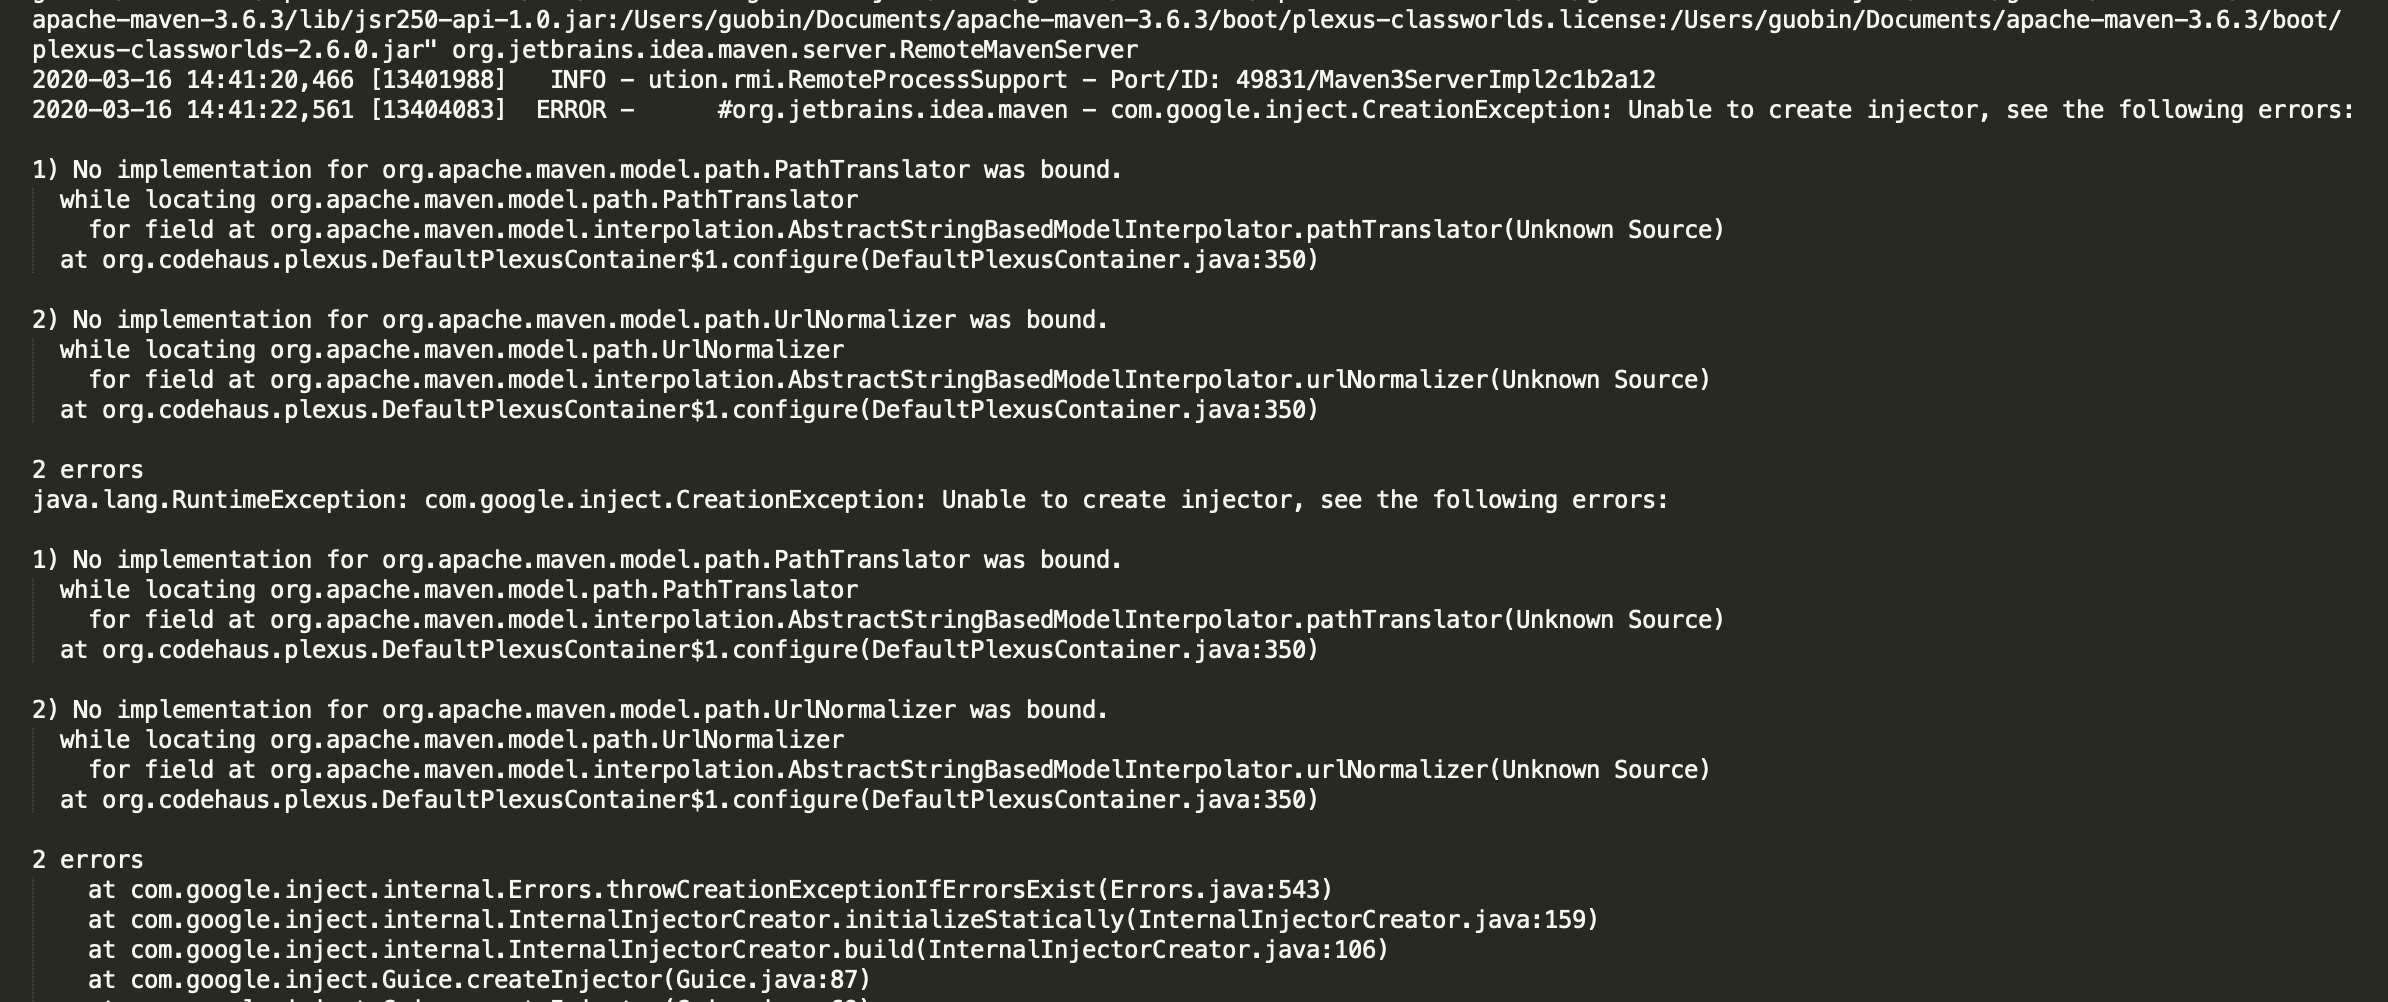 apache-maven-3.6.3/lib/jsr250-api-1.0.jar:/Users/guobin/Documents/apache-maven-3.6.3/boot/plexus-classworlds.license:/Users/guobin/Documents/apache-maven-3.6.3/boot/
plexus-classworlds-2.6.0.jar" org.jetbrains.idea.maven.server.RemoteMavenServer
2020-03-16 14:41:20,466 [13401988]   INFO - ution.rmi.RemoteProcessSupport - Port/ID: 49831/Maven3ServerImpl2c1b2a12
2020-03-16 14:41:22,561 [13404083]  ERROR -      #org.jetbrains.idea.maven - com.google.inject.CreationException: Unable to create injector, see the following errors:
1) No implementation for org.apache.maven.model.path.PathTranslator was bound.
  while locating org.apache.maven.model.path.PathTranslator
    for field at org.apache.maven.model.interpolation.AbstractStringBasedModelInterpolator.pathTranslator(Unknown Source)
  at org.codehaus.plexus.DefaultPlexusContainer$1.configure(DefaultPlexusContainer.java:350)
2) No implementation for org.apache.maven.model.path.UrlNormalizer was bound.
  while locating org.apache.maven.model.path.UrlNormalizer
    for field at org.apache.maven.model.interpolation.AbstractStringBasedModelInterpolator.urlNormalizer(Unknown Source)
  at org.codehaus.plexus.DefaultPlexusContainer$1.configure(DefaultPlexusContainer.java:350)
2 errors
java.lang.RuntimeException: com.google.inject.CreationException: Unable to create injector, see the following errors:
1) No implementation for org.apache.maven.model.path.PathTranslator was bound.
  while locating org.apache.maven.model.path.PathTranslator
    for field at org.apache.maven.model.interpolation.AbstractStringBasedModelInterpolator.pathTranslator(Unknown Source)
  at org.codehaus.plexus.DefaultPlexusContainer$1.configure(DefaultPlexusContainer.java:350)
2) No implementation for org.apache.maven.model.path.UrlNormalizer was bound.
  while locating org.apache.maven.model.path.UrlNormalizer
    for field at org.apache.maven.model.interpolation.AbstractStringBasedModelInterpolator.urlNormalizer(Unknown Source)
  at org.codehaus.plexus.DefaultPlexusContainer$1.configure(DefaultPlexusContainer.java:350)
2 errors
    at com.google.inject.internal.Errors.throwCreationExceptionIfErrorsExist(Errors.java:543)
    at com.google.inject.internal.InternalInjectorCreator.initializeStatically(InternalInjectorCreator.java:159)
    at com.google.inject.internal.InternalInjectorCreator.build(InternalInjectorCreator.java:106)
    at com.google.inject.Guice.createInjector(Guice.java:87)